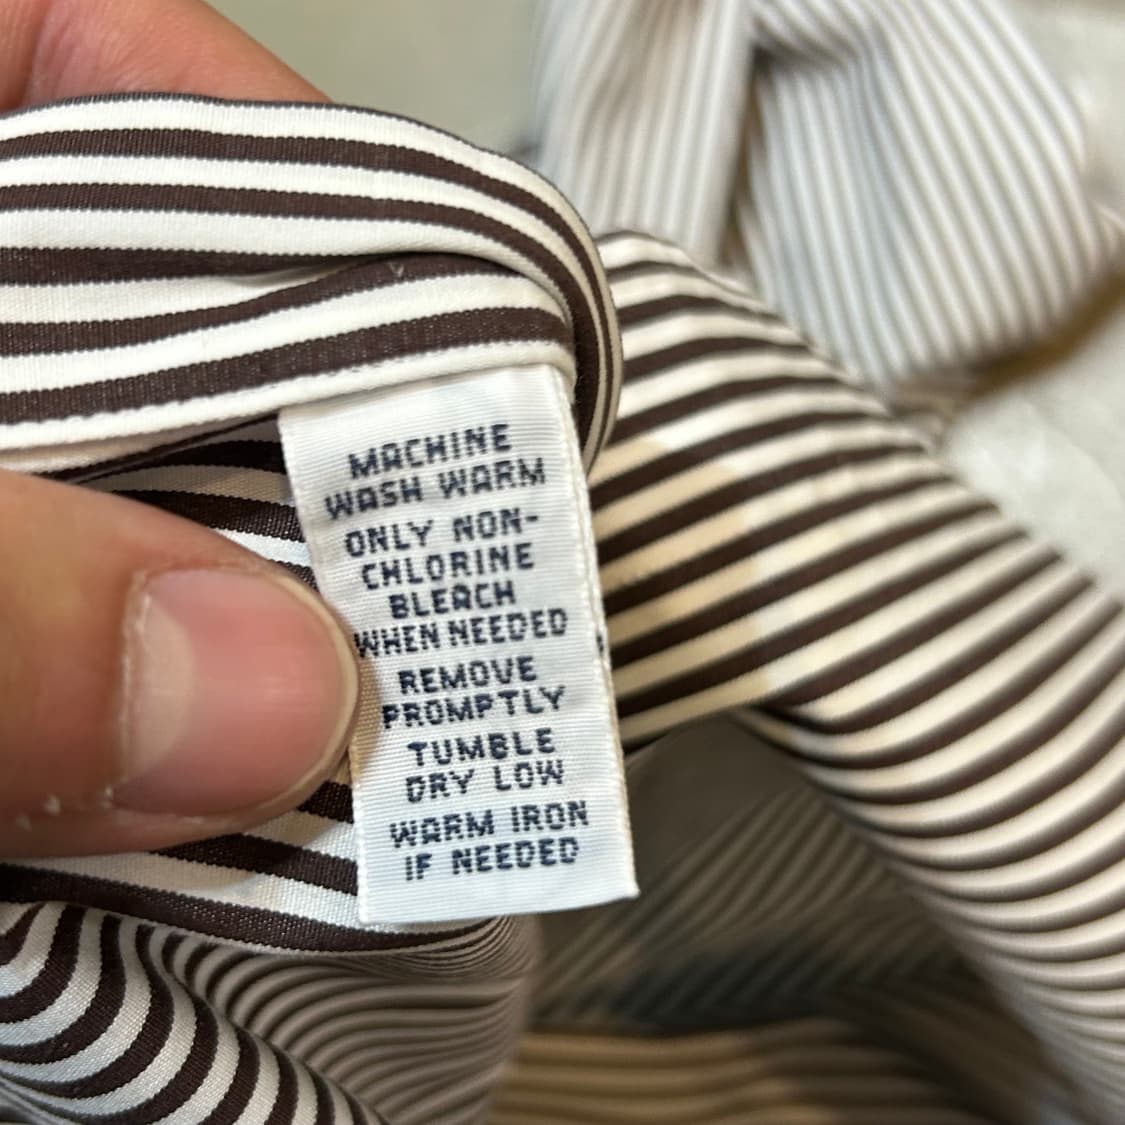 MACHINE
WASH WARM
ONLY NON-
CHLORINE
BLEACH
WHEN NEEDED
REMOVE
PROMPTLY
TUMBLE
DRY LOW
WARM IRON
IF NEEDED